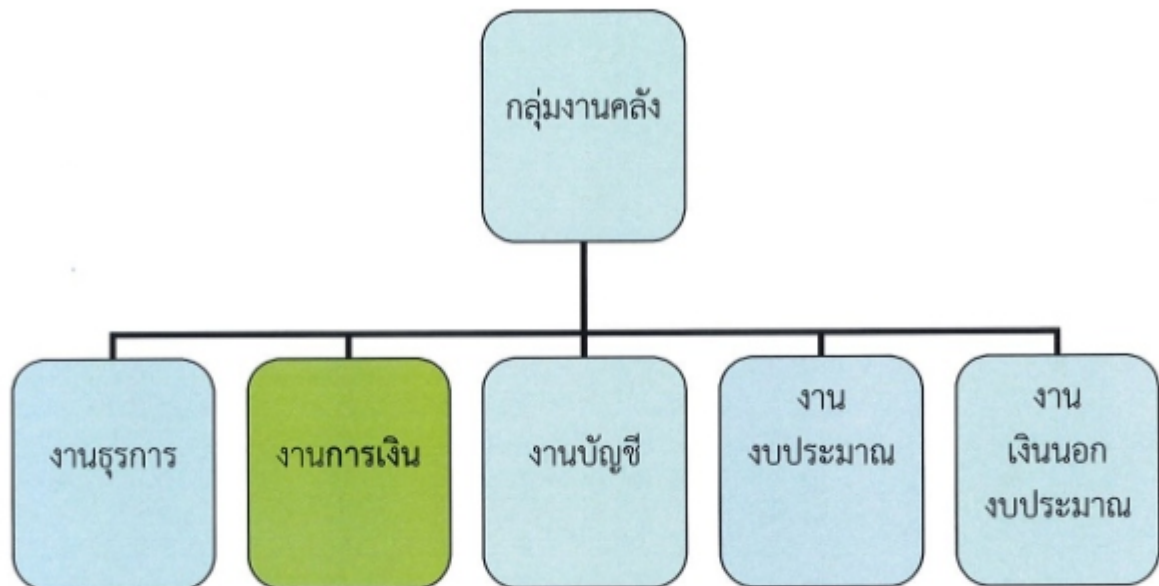 กลุ่มงานคลัง
งานธุรการ
งานการเงิน
งานบัญชี
งาน
งบประมาณ
งาน
เงินนอก
งบประมาณ